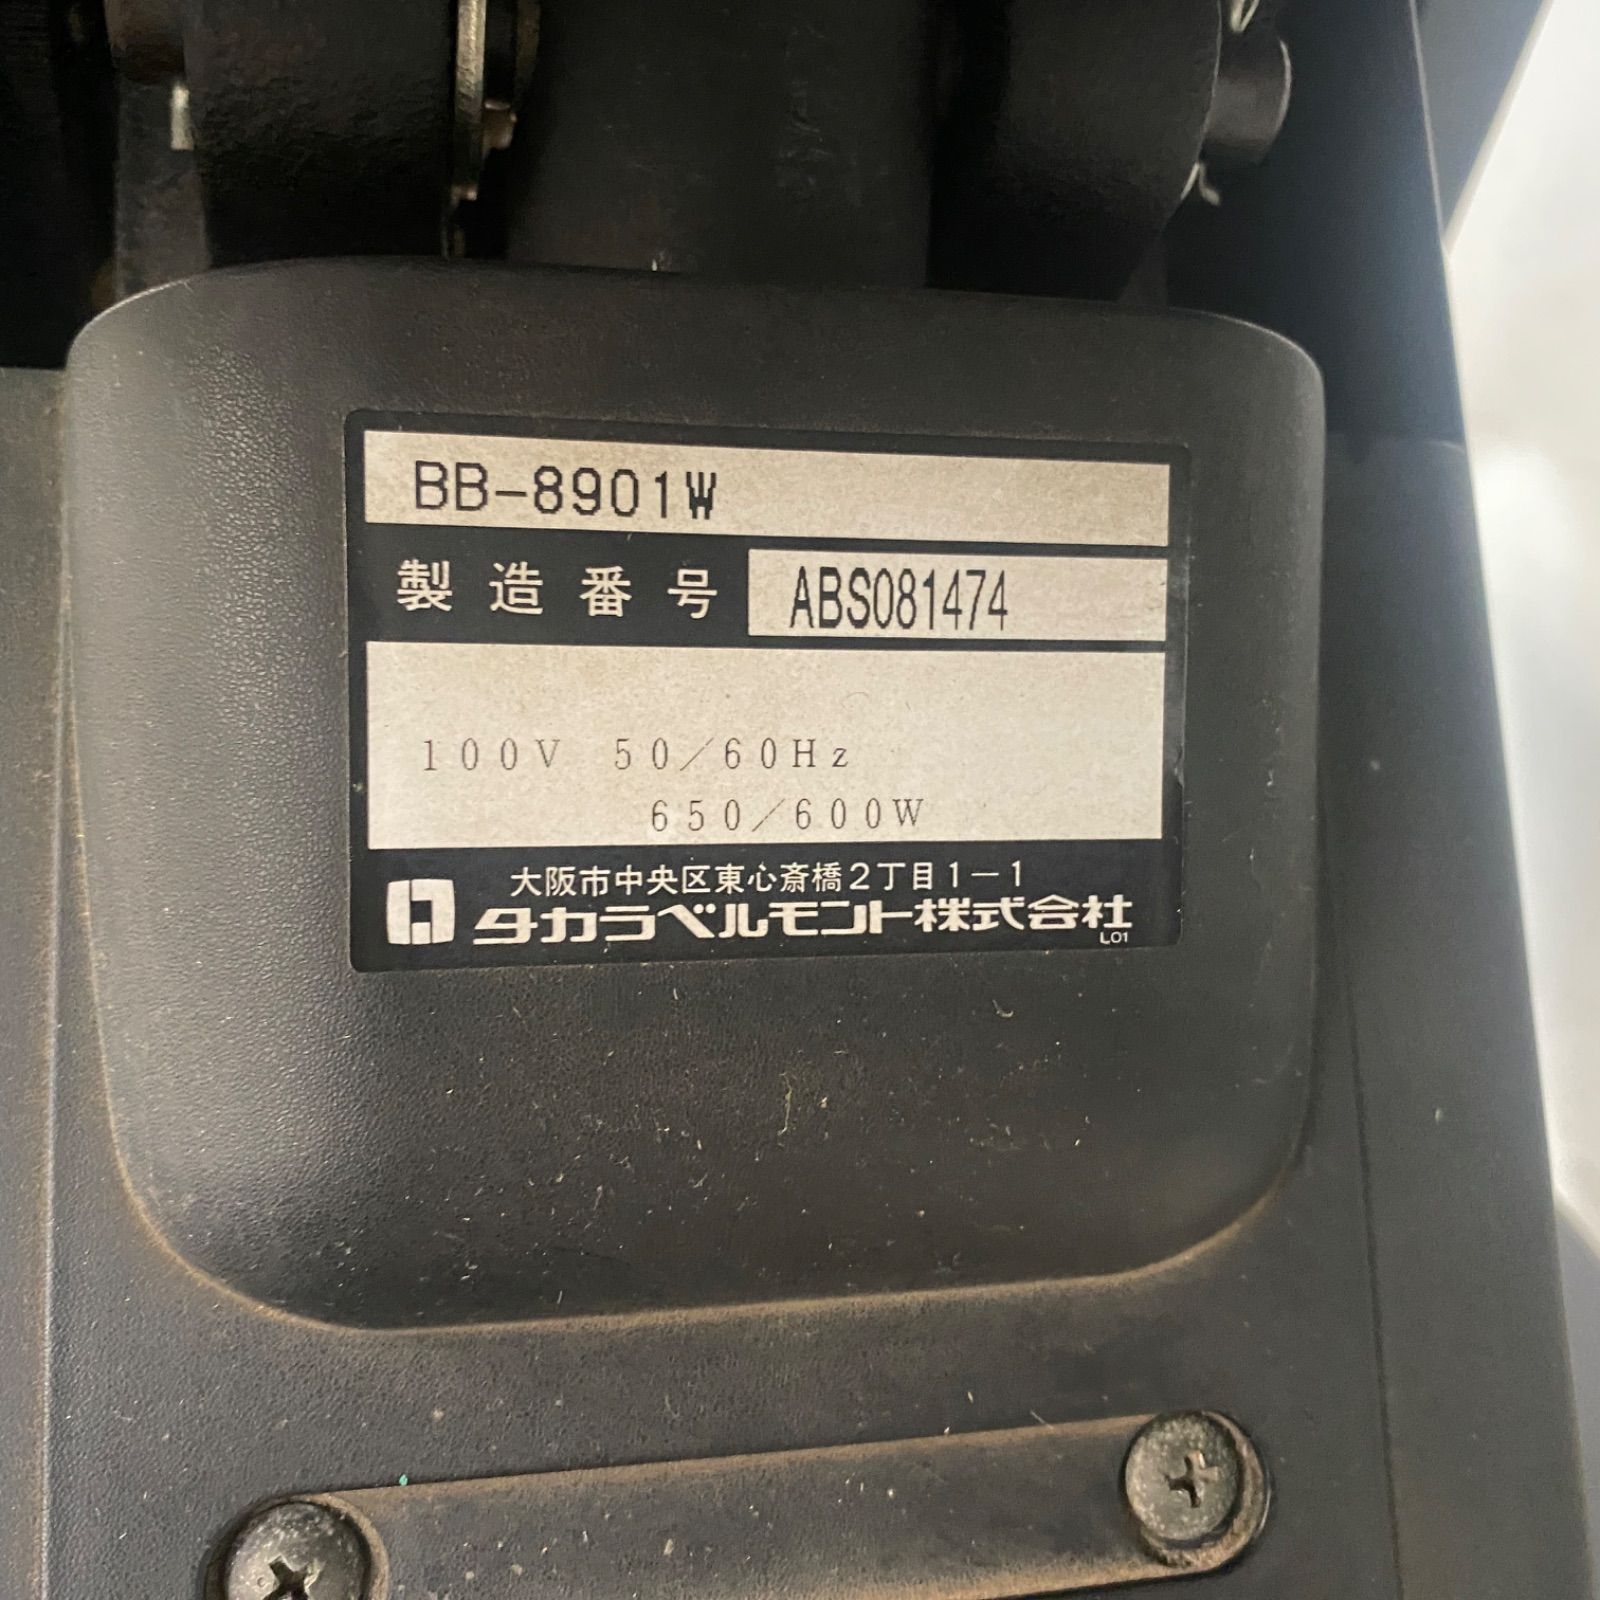 BB-8901W
製造番号 ABS081474
100V 50/60Hz
650/600W
大阪市中央区東心斎橋2丁目1-1
タカラベルモント株式会社
L01